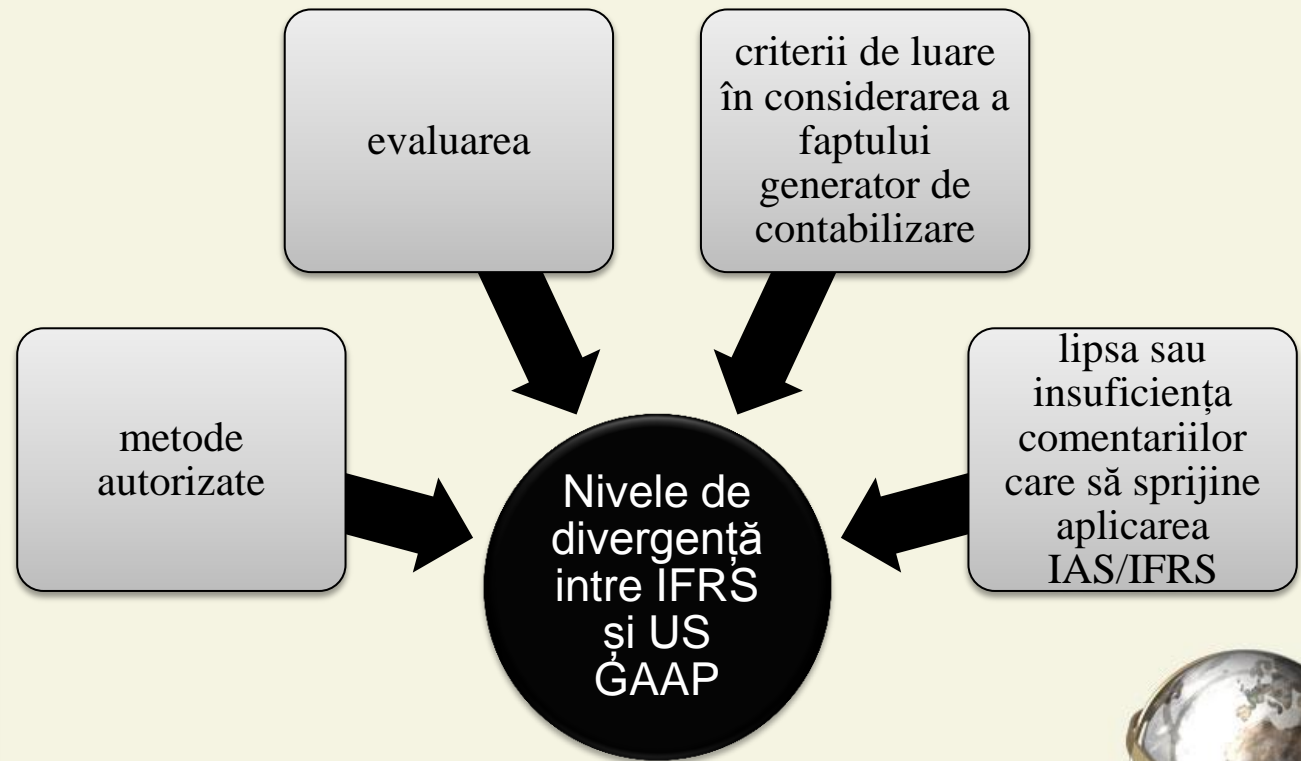 evaluarea
criterii de luare
în considerarea a
faptului
generator de
contabilizare
metode
autorizate
lipsa sau
insuficiența
comentariilor
care să sprijine
aplicarea
IAS/IFRS
Nivele de
divergență
intre IFRS
și US
GAAP